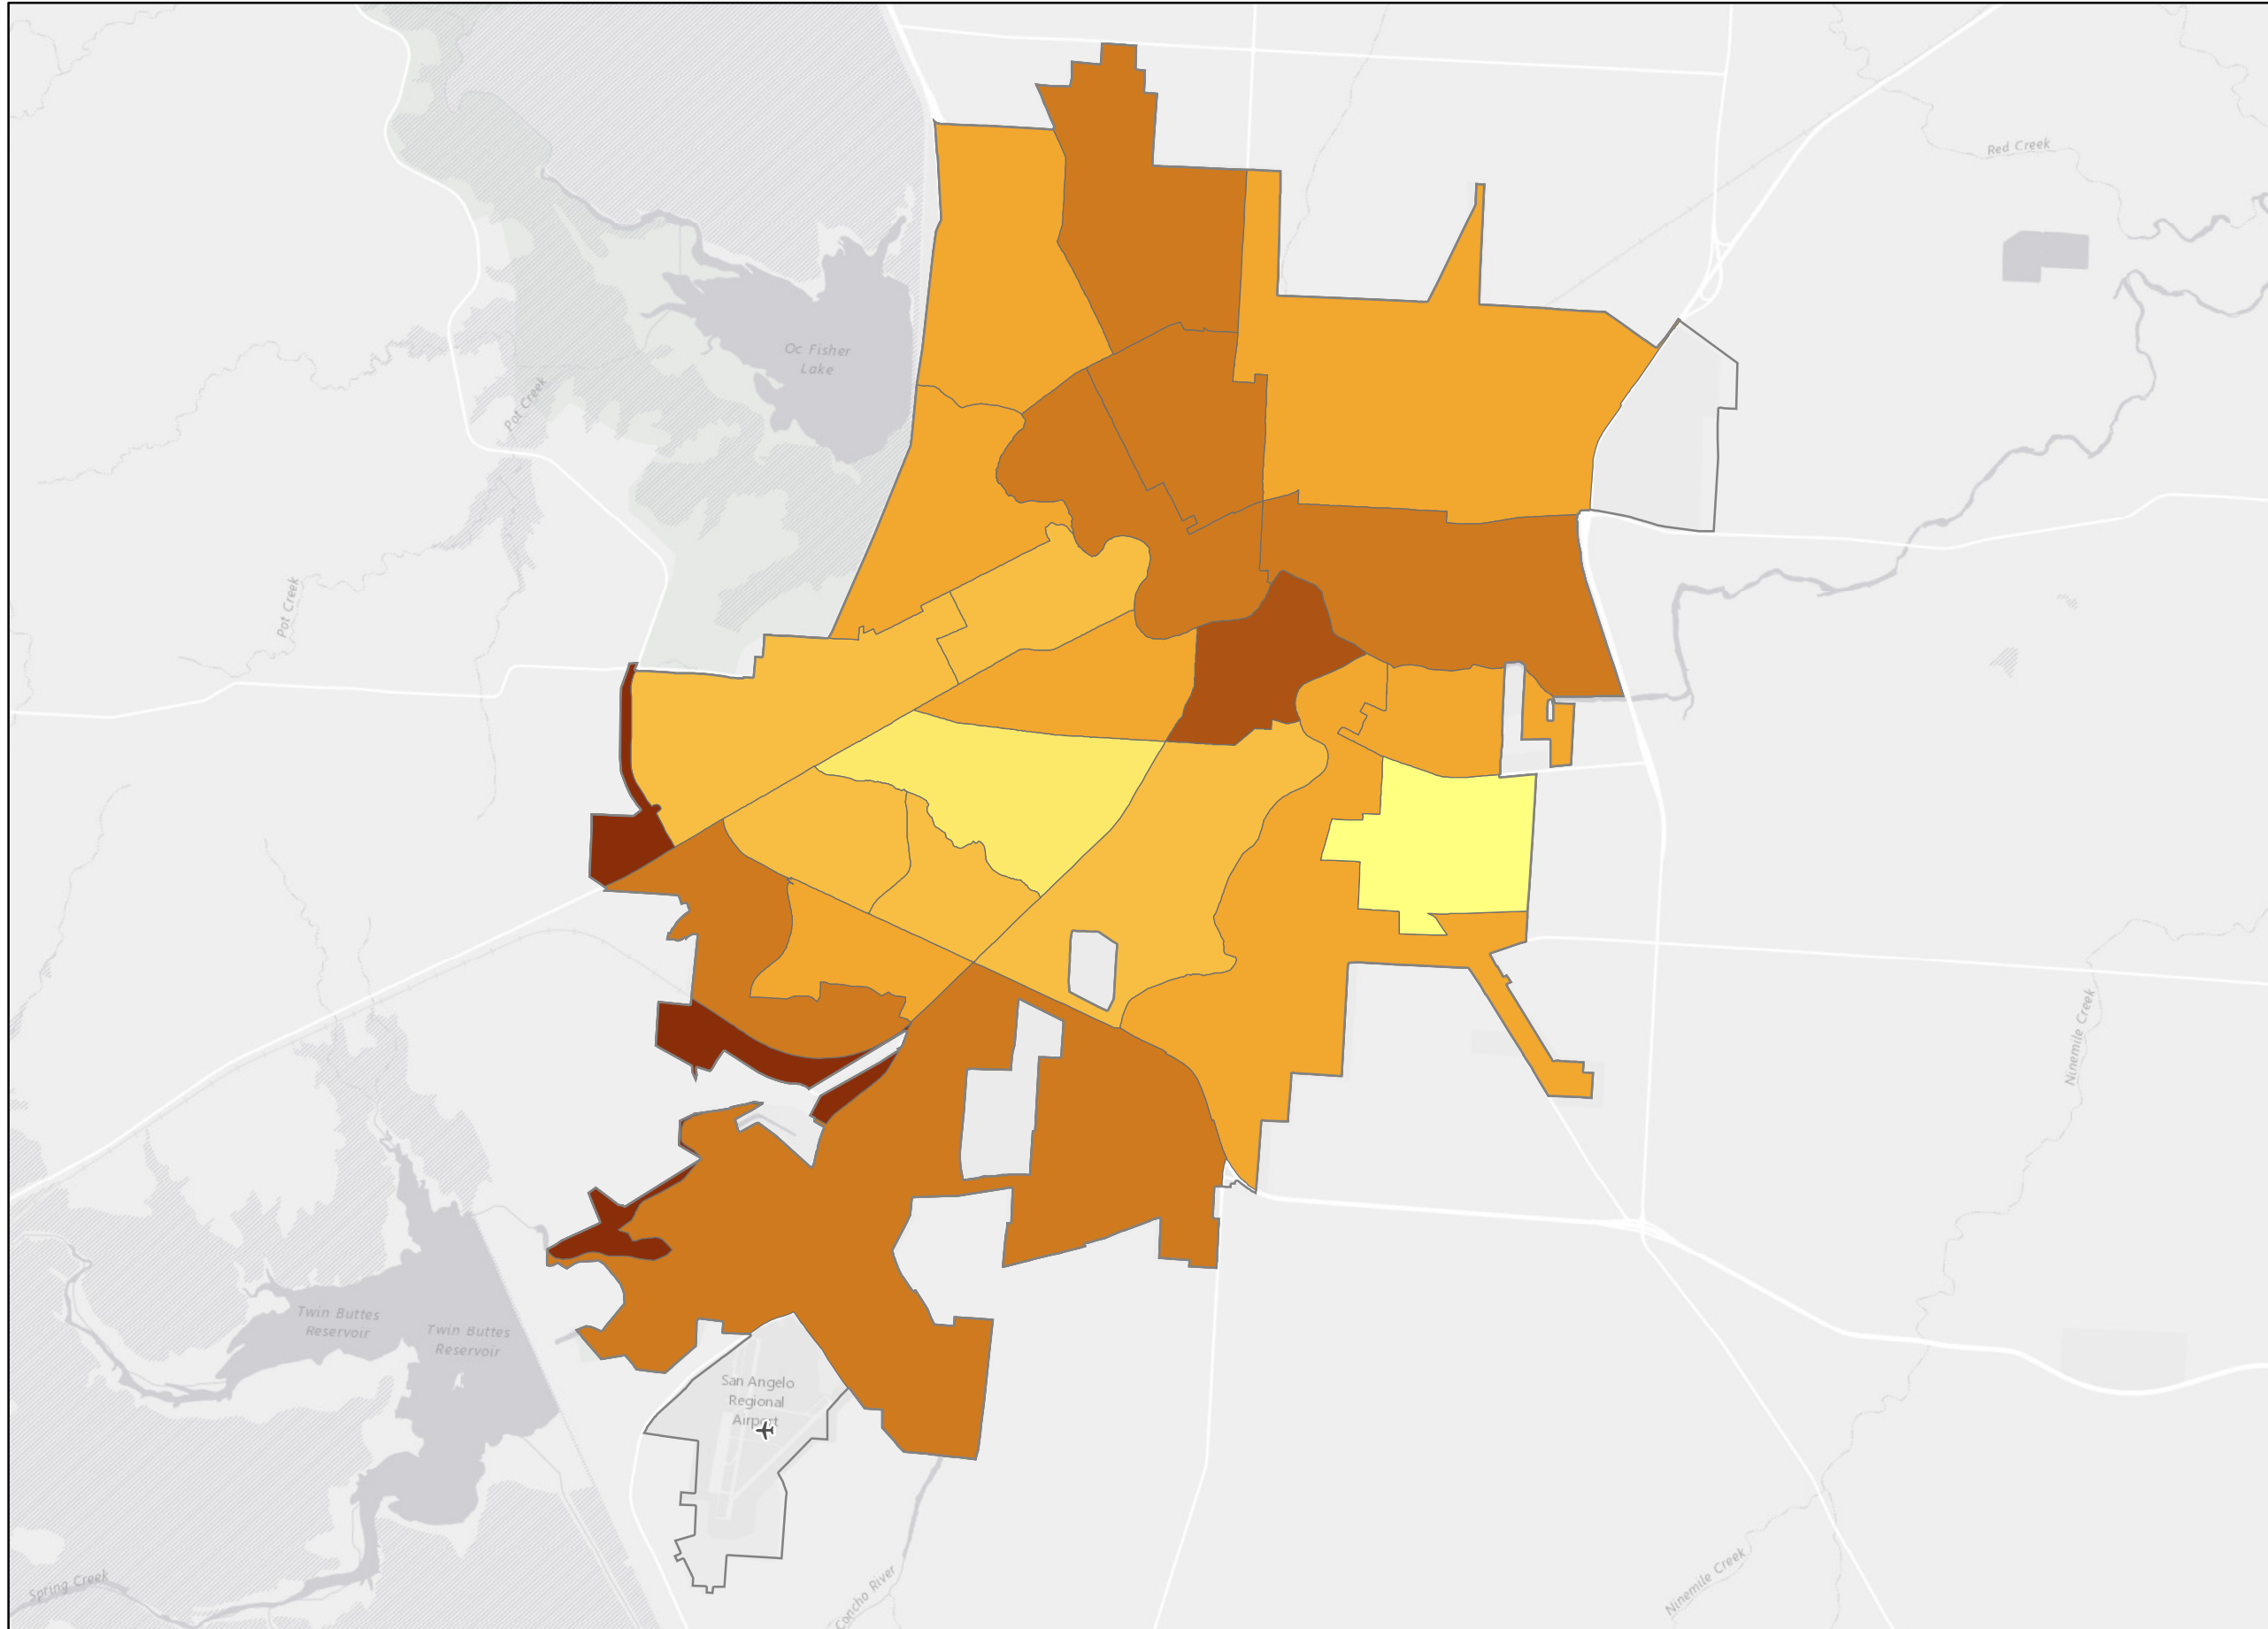 Red Creek
Oc Fisher
Lake
Pot Creek
Pot Creek
Ninemile Creek
Twin Buttes
Reservoir
Twin Buttes
Reservoir
San Angelo
Regional
Airport
Spring Creek
Concho River
Ninemile Creek